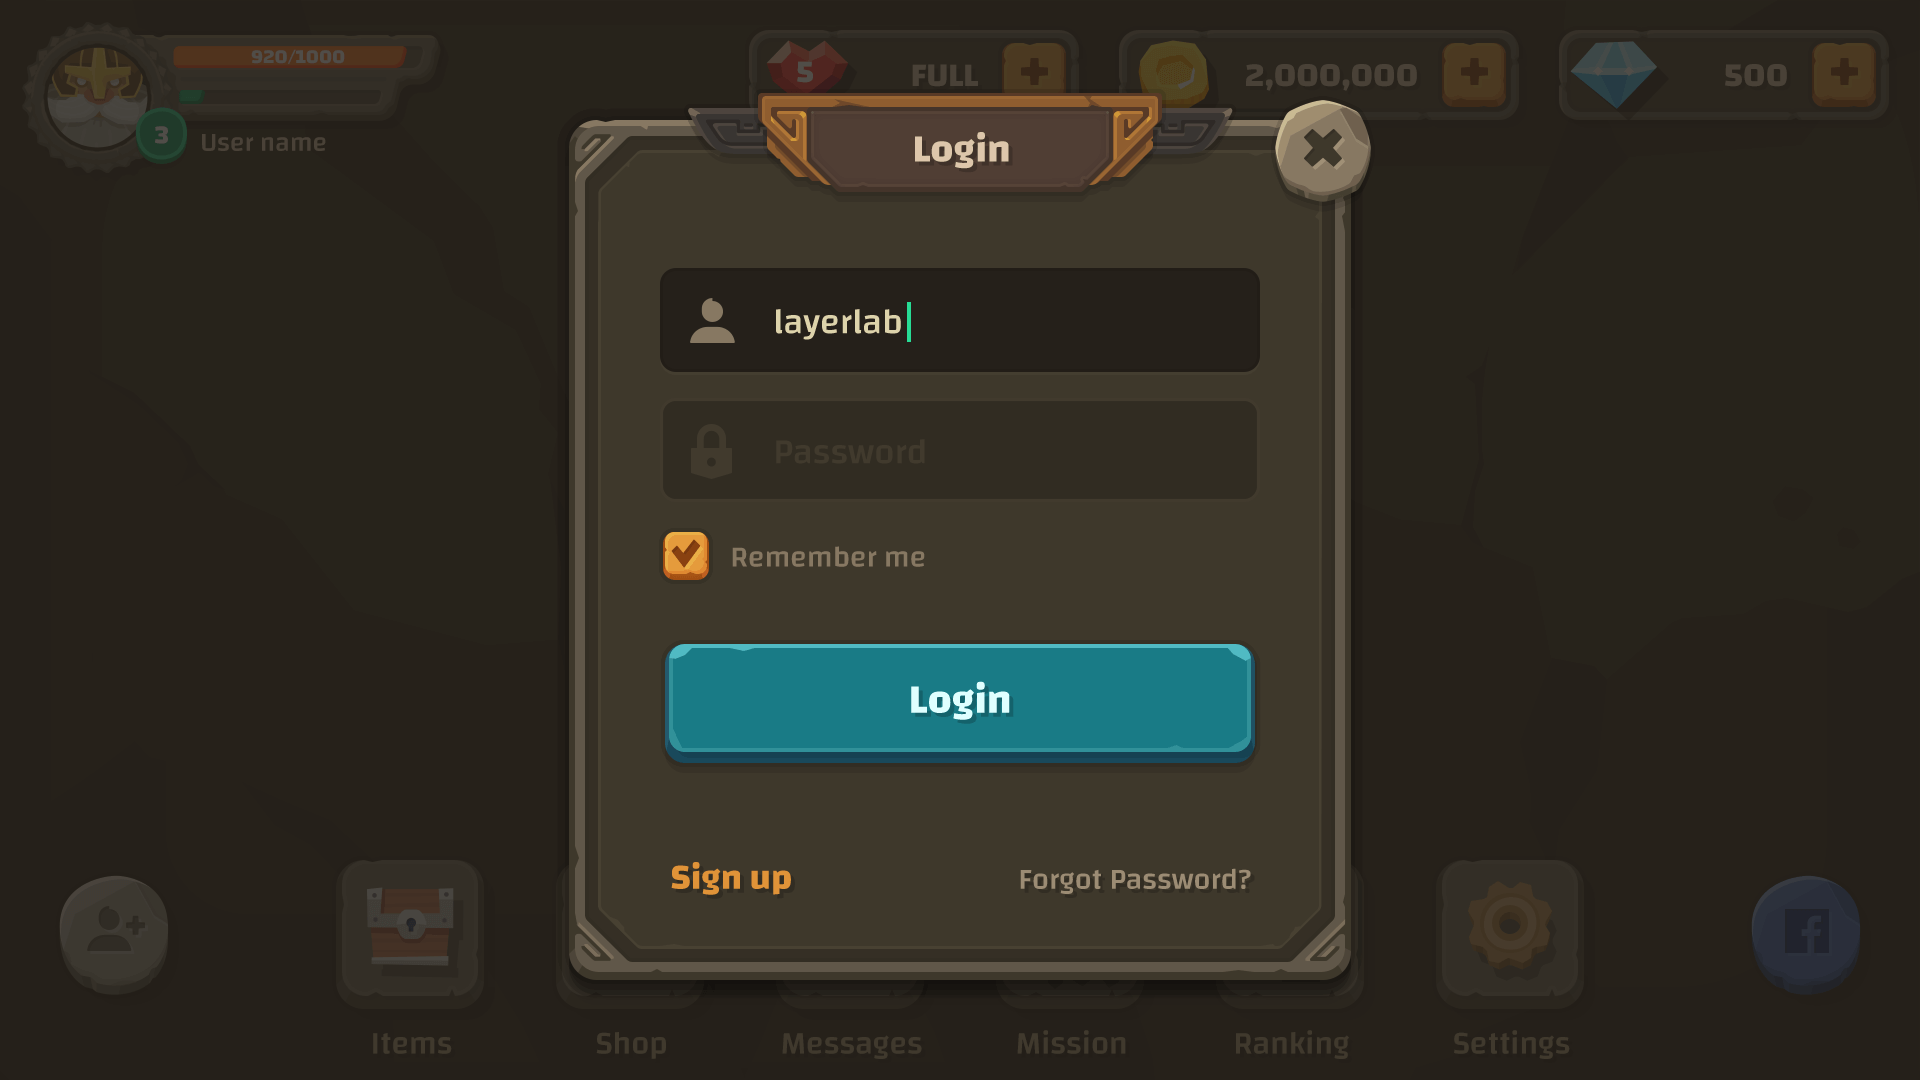 920/1000
3
User name
5
FULL
2,000,000
500
Login
layerlab
Password
Remember me
Login
Sign up
Forgot Password?
Items
Shop
Messages
Mission
Ranking
Settings